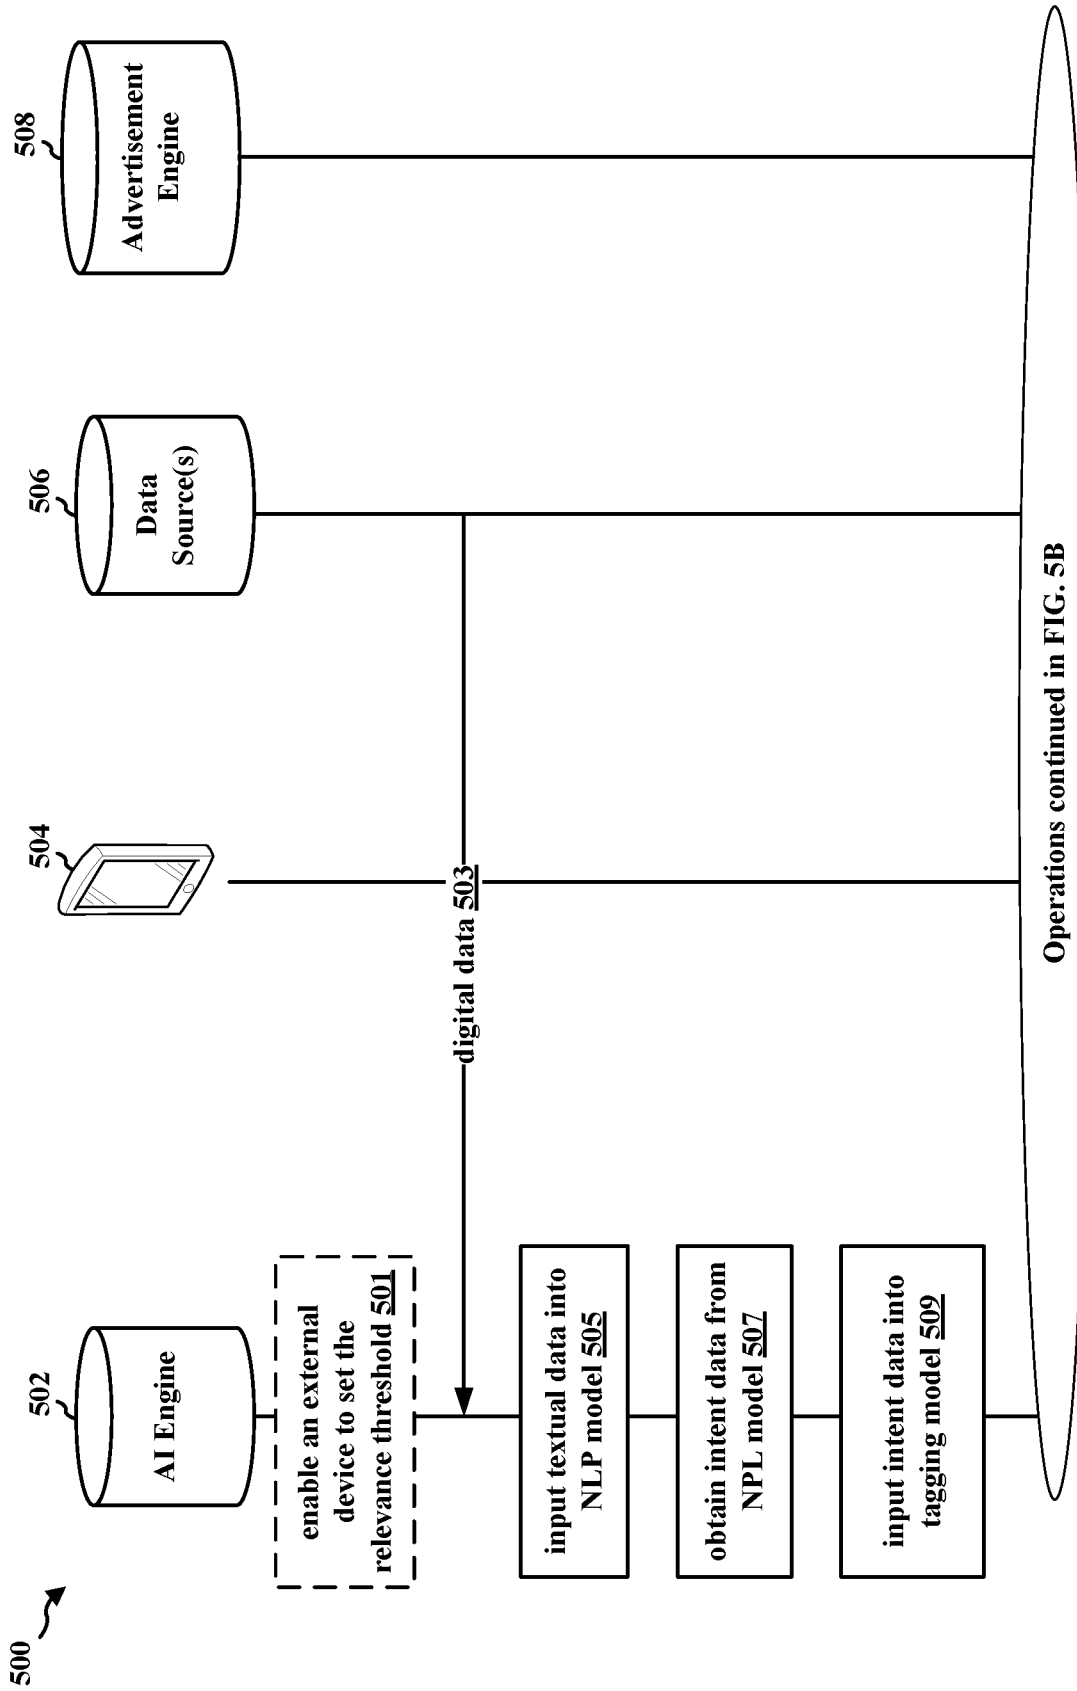 500
502
504
506
508
AI Engine
Data
Source(s)
Advertisement
Engine
enable an external
device to set the
relevance threshold 501
digital data 503
input textual data into
NLP model 505
obtain intent data from
NPL model 507
input intent data into
tagging model 509
Operations continued in FIG. 5B